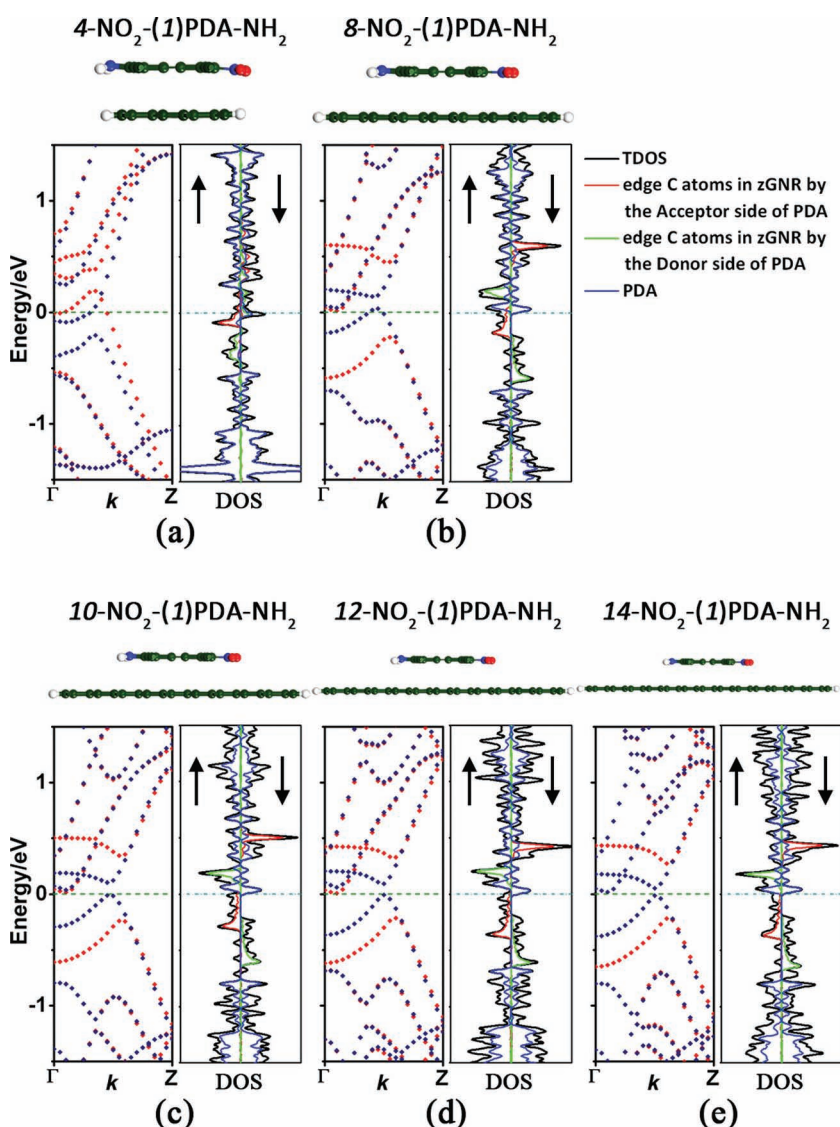 4-NO₂-(1)PDA-NH₂
8-NO₂-(1)PDA-NH₂
Energy/eV
1
0
-1
Γ
k
Z
DOS
(a)
Γ
k
Z
DOS
(b)
TDOS
edge C atoms in zGNR by
the Acceptor side of PDA
edge C atoms in zGNR by
the Donor side of PDA
PDA
10-NO₂-(1)PDA-NH₂
12-NO₂-(1)PDA-NH₂
14-NO₂-(1)PDA-NH₂
Energy/eV
1
0
-1
Γ
k
Z
DOS
(c)
Γ
k
Z
DOS
(d)
Γ
k
Z
DOS
(e)